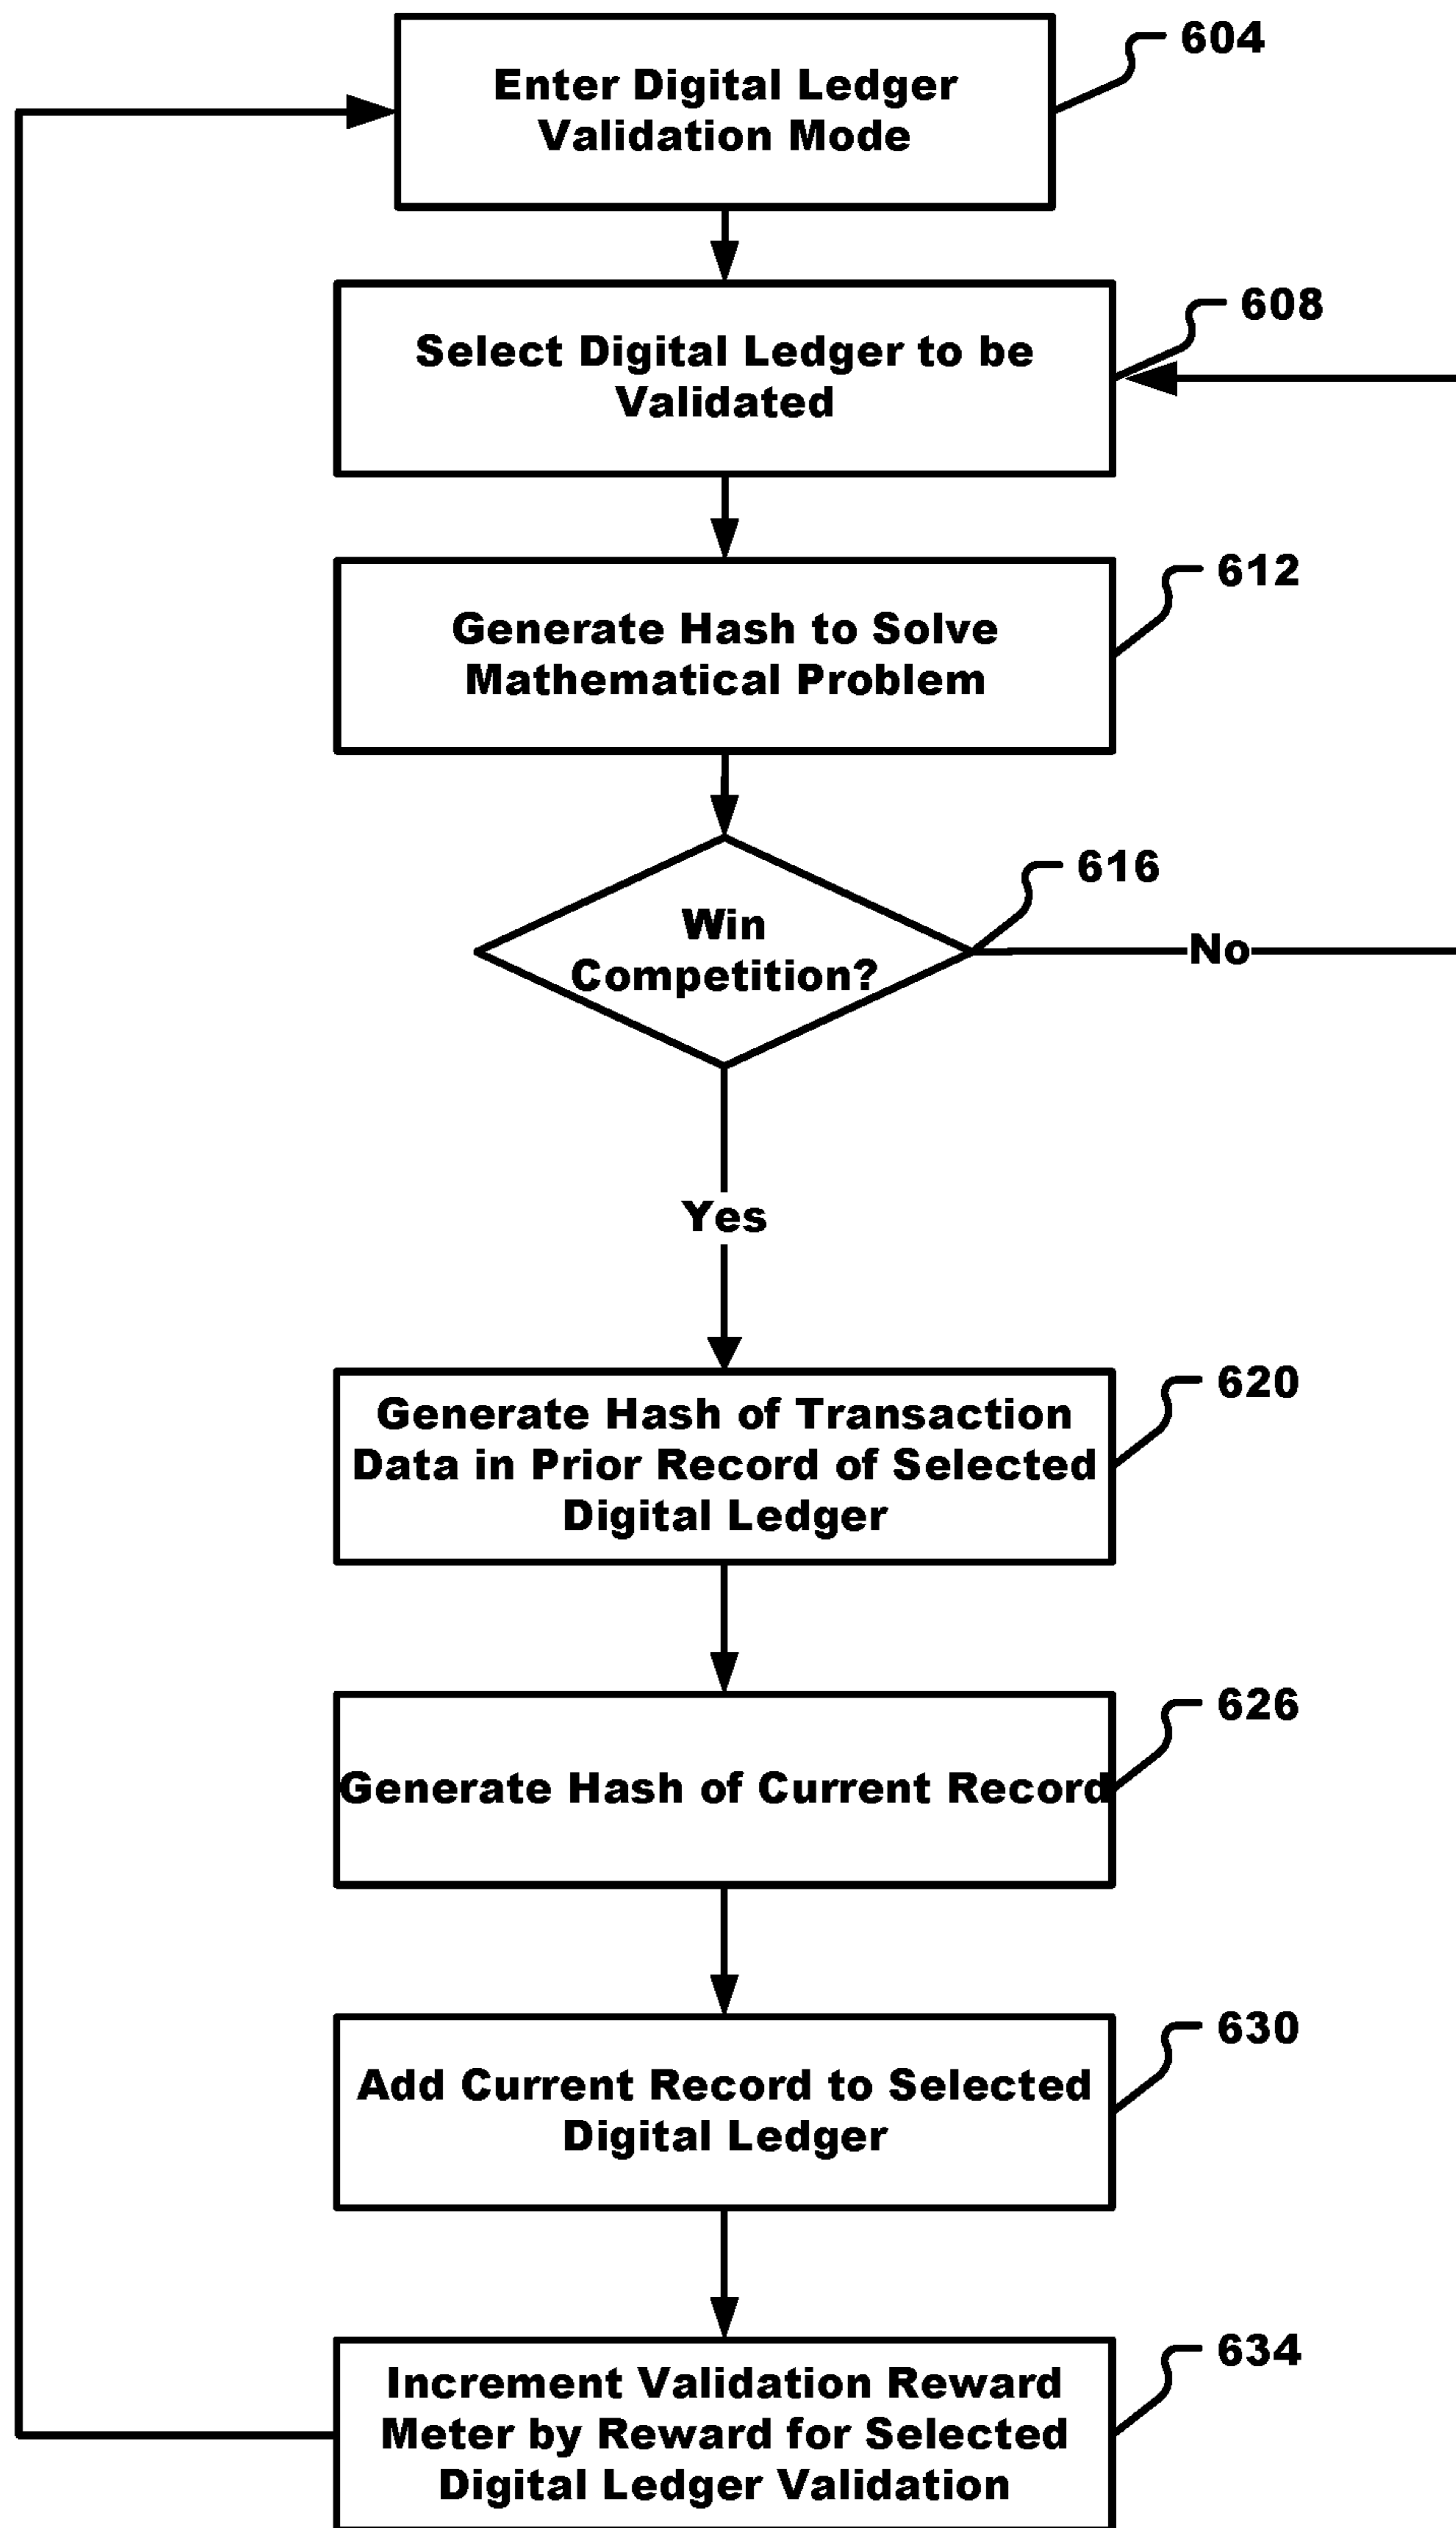 604
Enter Digital Ledger
Validation Mode
608
Select Digital Ledger to be
Validated
612
Generate Hash to Solve
Mathematical Problem
616
Win
Competition?
No
Yes
620
Generate Hash of Transaction
Data in Prior Record of Selected
Digital Ledger
626
Generate Hash of Current Record
630
Add Current Record to Selected
Digital Ledger
634
Increment Validation Reward
Meter by Reward for Selected
Digital Ledger Validation